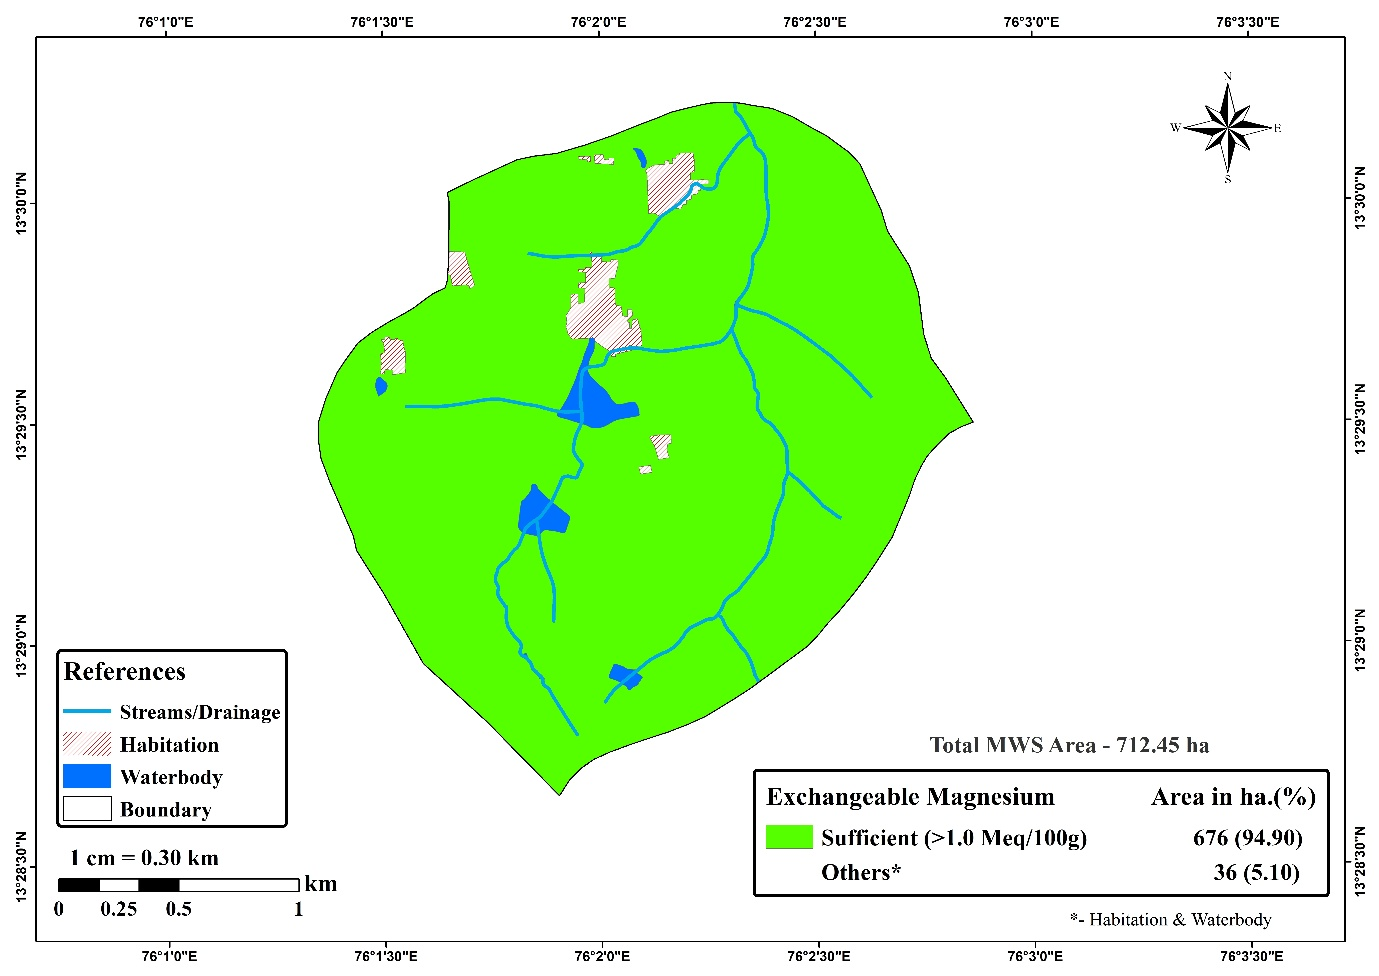 76°1'0"E 76°1'30"E 76°2'0"E 76°2'30"E 76°3'0"E 76°3'30"E
N
W E
S
13°30'0"N 13°30'0"N
13°29'30"N 13°29'30"N
13°29'0"N 13°29'0"N
13°28'30"N 13°28'30"N
References
Streams/Drainage
Habitation
Waterbody
Boundary
1 cm = 0.30 km
km
0 0.25 0.5 1
Total MWS Area - 712.45 ha
Exchangeable Magnesium Area in ha.(%)
Sufficient (>1.0 Meq/100g) 676 (94.90)
Others* 36 (5.10)
*- Habitation & Waterbody
76°1'0"E 76°1'30"E 76°2'0"E 76°2'30"E 76°3'0"E 76°3'30"E